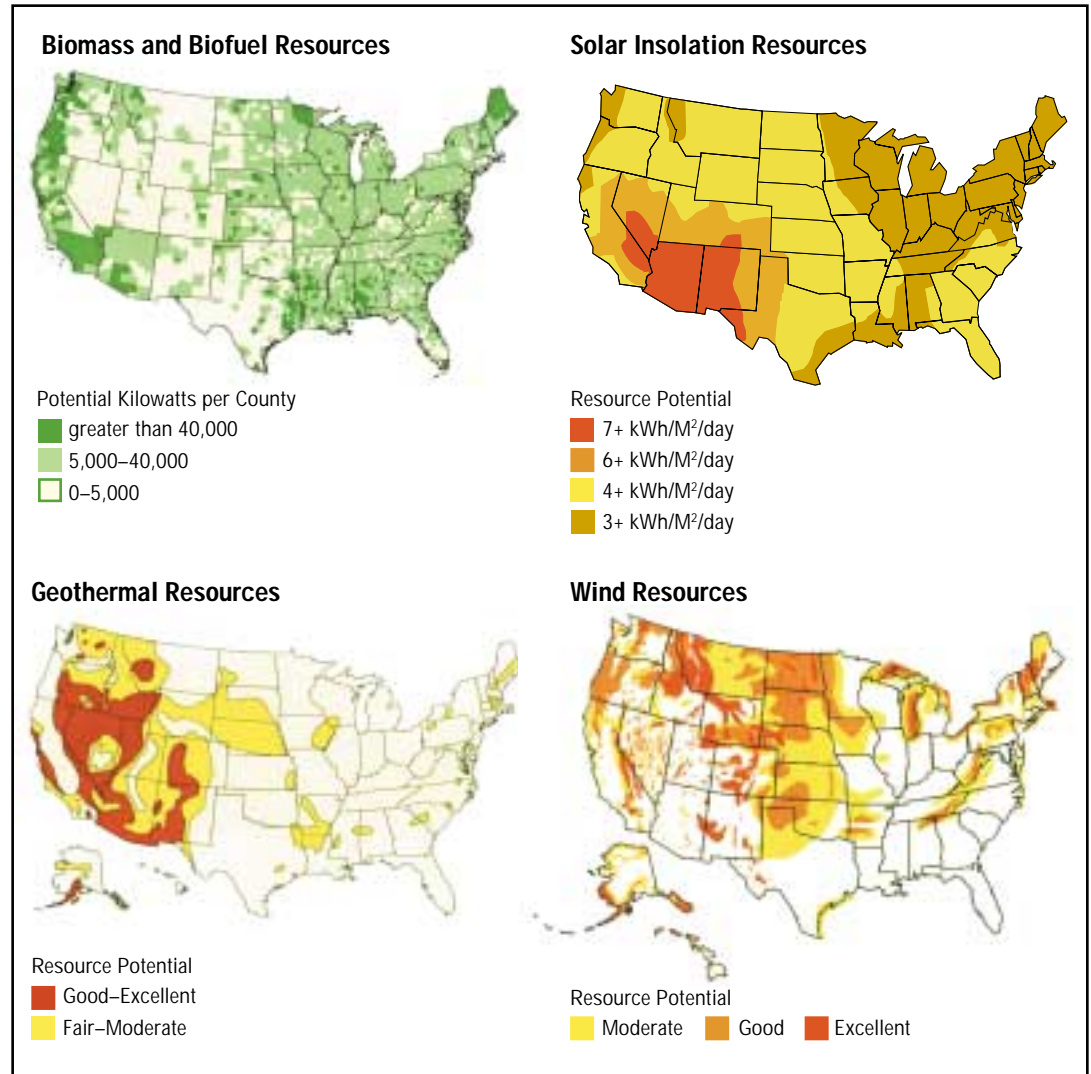 Biomass and Biofuel Resources
Potential Kilowatts per County
greater than 40,000
5,000–40,000
0–5,000
Solar Insolation Resources
Resource Potential
7+ kWh/M²/day
6+ kWh/M²/day
4+ kWh/M²/day
3+ kWh/M²/day
Geothermal Resources
Resource Potential
Good–Excellent
Fair–Moderate
Wind Resources
Resource Potential
Moderate Good Excellent